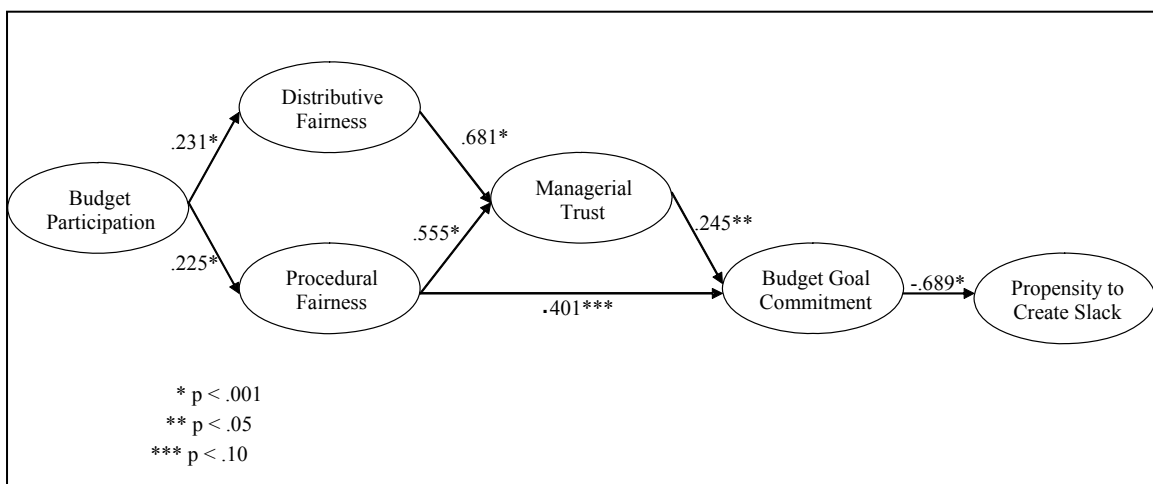 Distributive
Fairness
.231*
.681*
Budget
Participation
Managerial
Trust
.225*
.555*
.245**
Procedural
Fairness
.401***
Budget Goal
Commitment
-.689*
Propensity to
Create Slack
* p < .001
** p < .05
*** p < .10